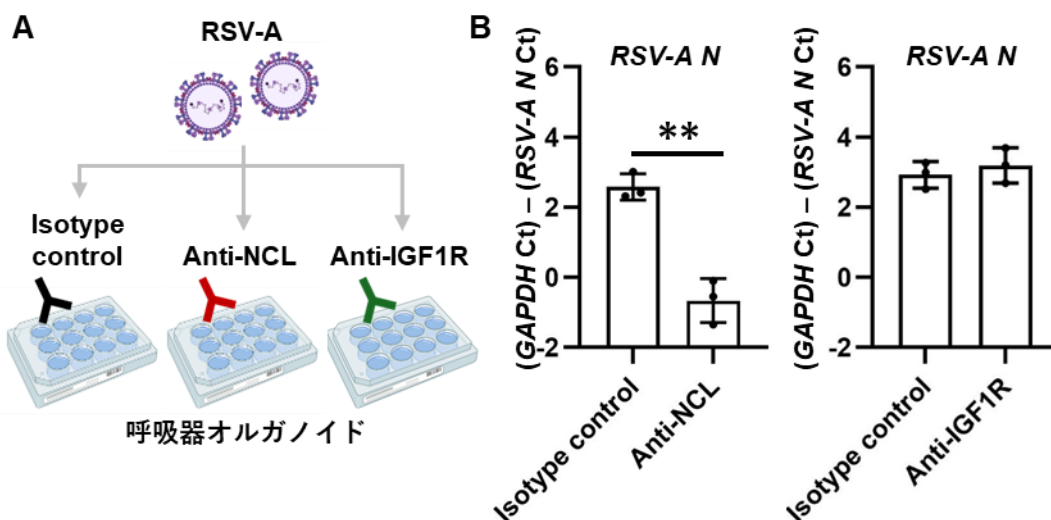 A
RSV-A
Isotype
control
Anti-NCL
Anti-IGF1R
呼吸器オルガノイド
B
(GAPDH Ct) – (RSV-A N Ct)
RSV-A N
**
6
4
2
0
-2
Isotype control
Anti-NCL
(GAPDH Ct) – (RSV-A N Ct)
RSV-A N
6
4
2
0
-2
Isotype control
Anti-IGF1R